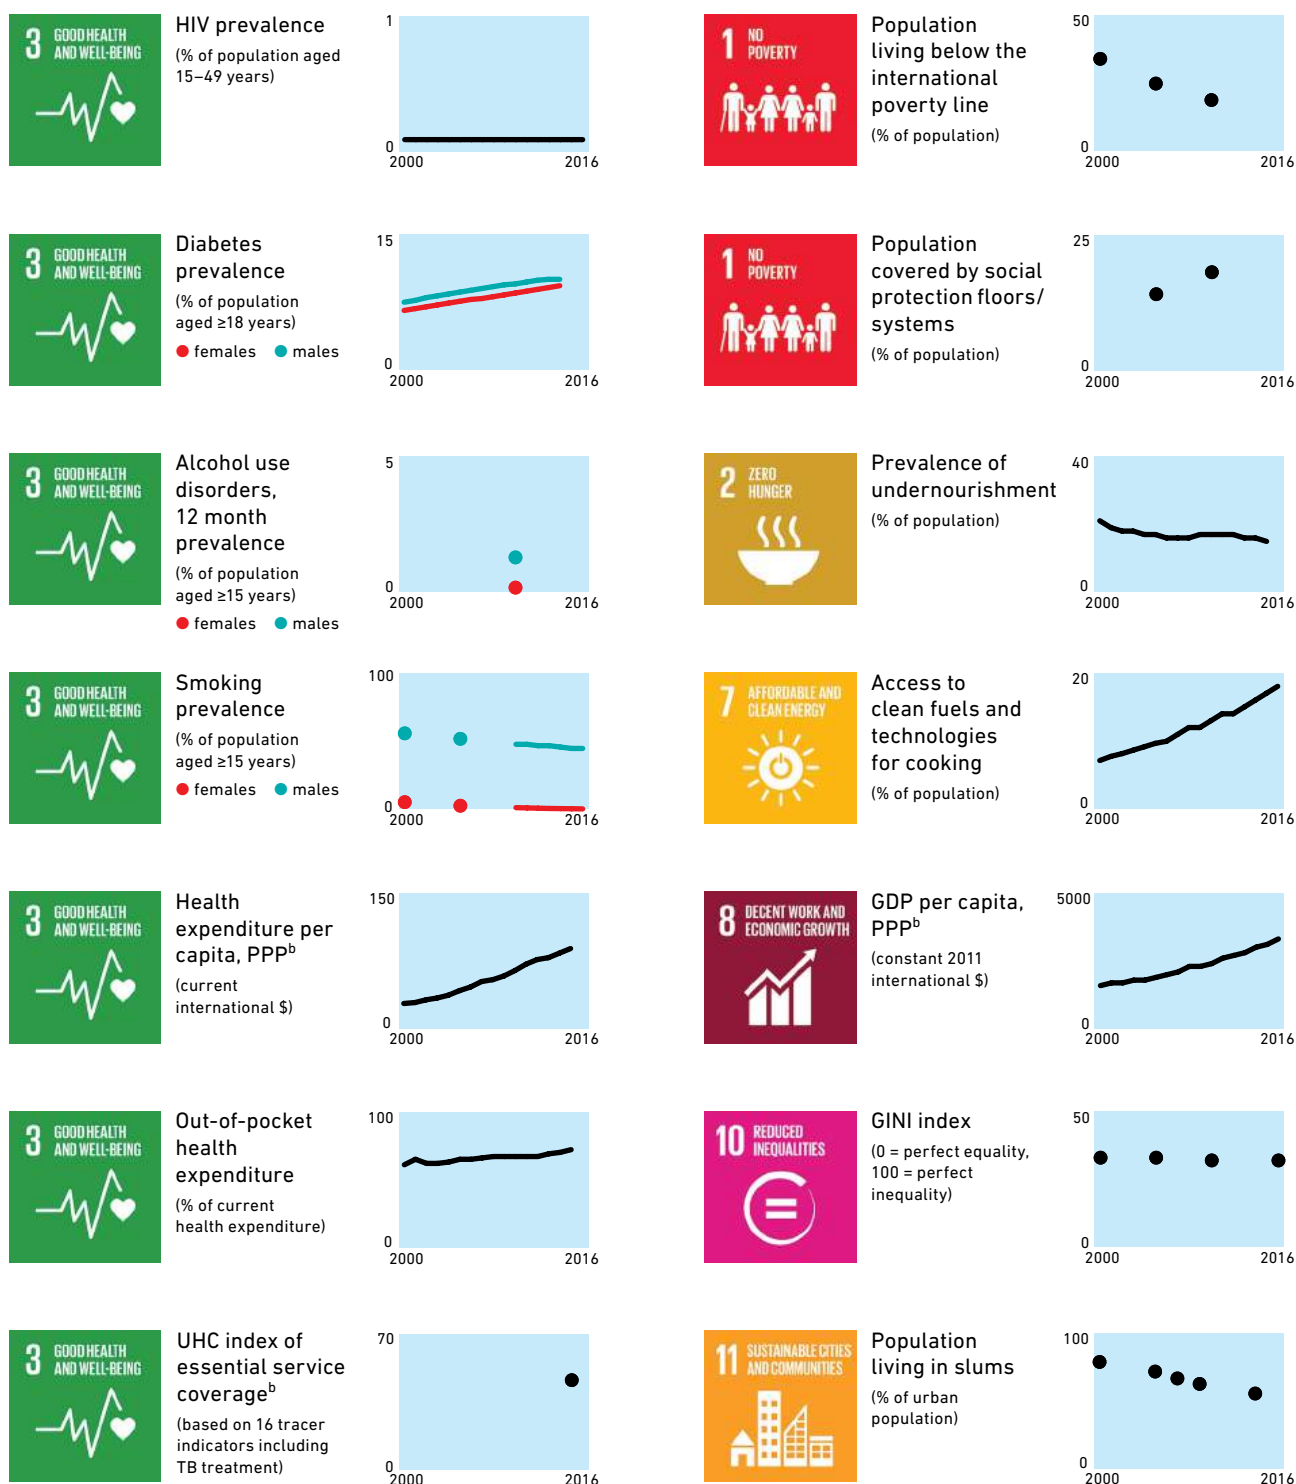 3 GOOD HEALTH
AND WELL-BEING
HIV prevalence
(% of population aged
15–49 years)
1
0
2000 2016
1 NO
POVERTY
Population
living below the
international
poverty line
(% of population)
50
0
2000 2016
3 GOOD HEALTH
AND WELL-BEING
Diabetes
prevalence
(% of population
aged ≥18 years)
females males
15
0
2000 2016
1 NO
POVERTY
Population
covered by social
protection floors/
systems
(% of population)
25
0
2000 2016
3 GOOD HEALTH
AND WELL-BEING
Alcohol use
disorders,
12 month
prevalence
(% of population
aged ≥15 years)
females males
5
0
2000 2016
2 ZERO
HUNGER
Prevalence of
undernourishment
(% of population)
40
0
2000 2016
3 GOOD HEALTH
AND WELL-BEING
Smoking
prevalence
(% of population
aged ≥15 years)
females males
100
0
2000 2016
7 AFFORDABLE AND
CLEAN ENERGY
Access to
clean fuels and
technologies
for cooking
(% of population)
20
0
2000 2016
3 GOOD HEALTH
AND WELL-BEING
Health
expenditure per
capita, PPPᵇ
(current
international $)
150
0
2000 2016
8 DECENT WORK AND
ECONOMIC GROWTH
GDP per capita,
PPPᵇ
(constant 2011
international $)
5000
0
2000 2016
3 GOOD HEALTH
AND WELL-BEING
Out-of-pocket
health
expenditure
(% of current
health expenditure)
100
0
2000 2016
10 REDUCED
INEQUALITIES
GINI index
(0 = perfect equality,
100 = perfect
inequality)
50
0
2000 2016
3 GOOD HEALTH
AND WELL-BEING
UHC index of
essential service
coverageᵇ
(based on 16 tracer
indicators including
TB treatment)
70
0
2000 2016
11 SUSTAINABLE CITIES
AND COMMUNITIES
Population
living in slums
(% of urban
population)
100
0
2000 2016